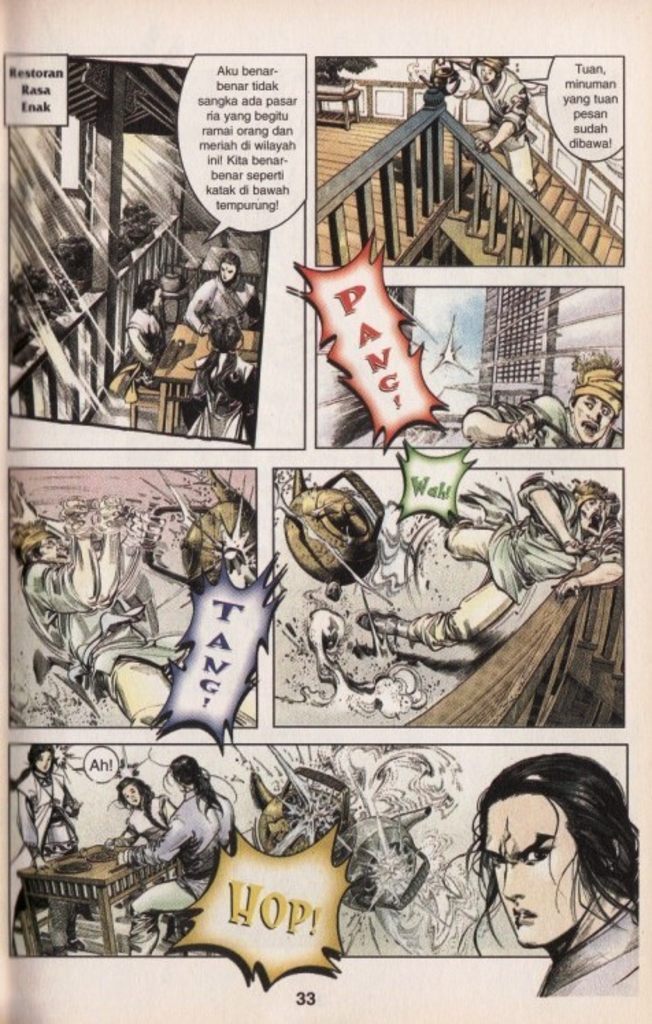 Restoran
Rasa
Enak
Aku benar-
benar tidak
sangka ada pasar
ria yang begitu
ramai orang dan
meriah di wilayah
ini! Kita benar-
benar seperti
katak di bawah
tempurung!
Tuan,
minuman
yang tuan
pesan
sudah
dibawa!
PANG!
Wah!
TANG!
Ah!
HOP!
33